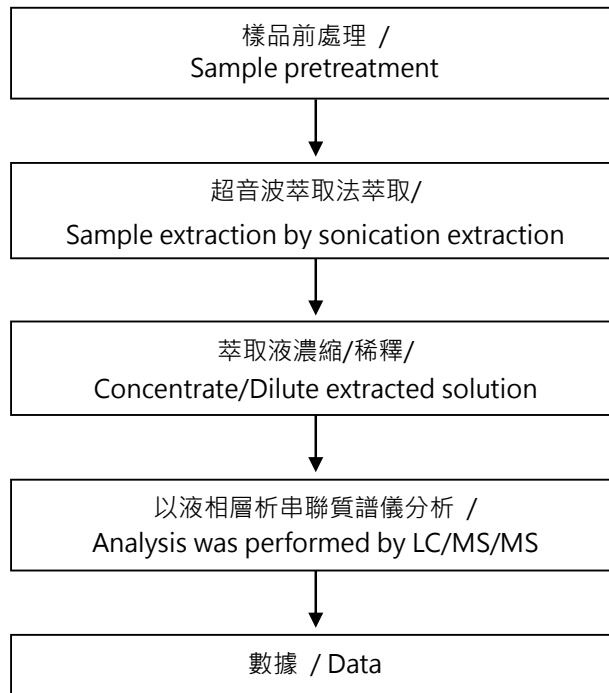 樣品前處理 /
Sample pretreatment
超音波萃取法萃取/
Sample extraction by sonication extraction
萃取液濃縮/稀釋/
Concentrate/Dilute extracted solution
以液相層析串聯質譜儀分析 /
Analysis was performed by LC/MS/MS
數據 / Data